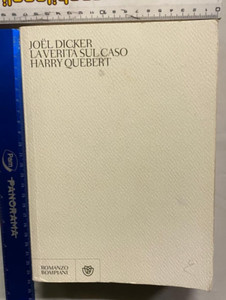 JOËL DICKER
LA VERITÀ SUL CASO
HARRY QUEBERT
ROMANZO
BOMPIANI
PANORAMA